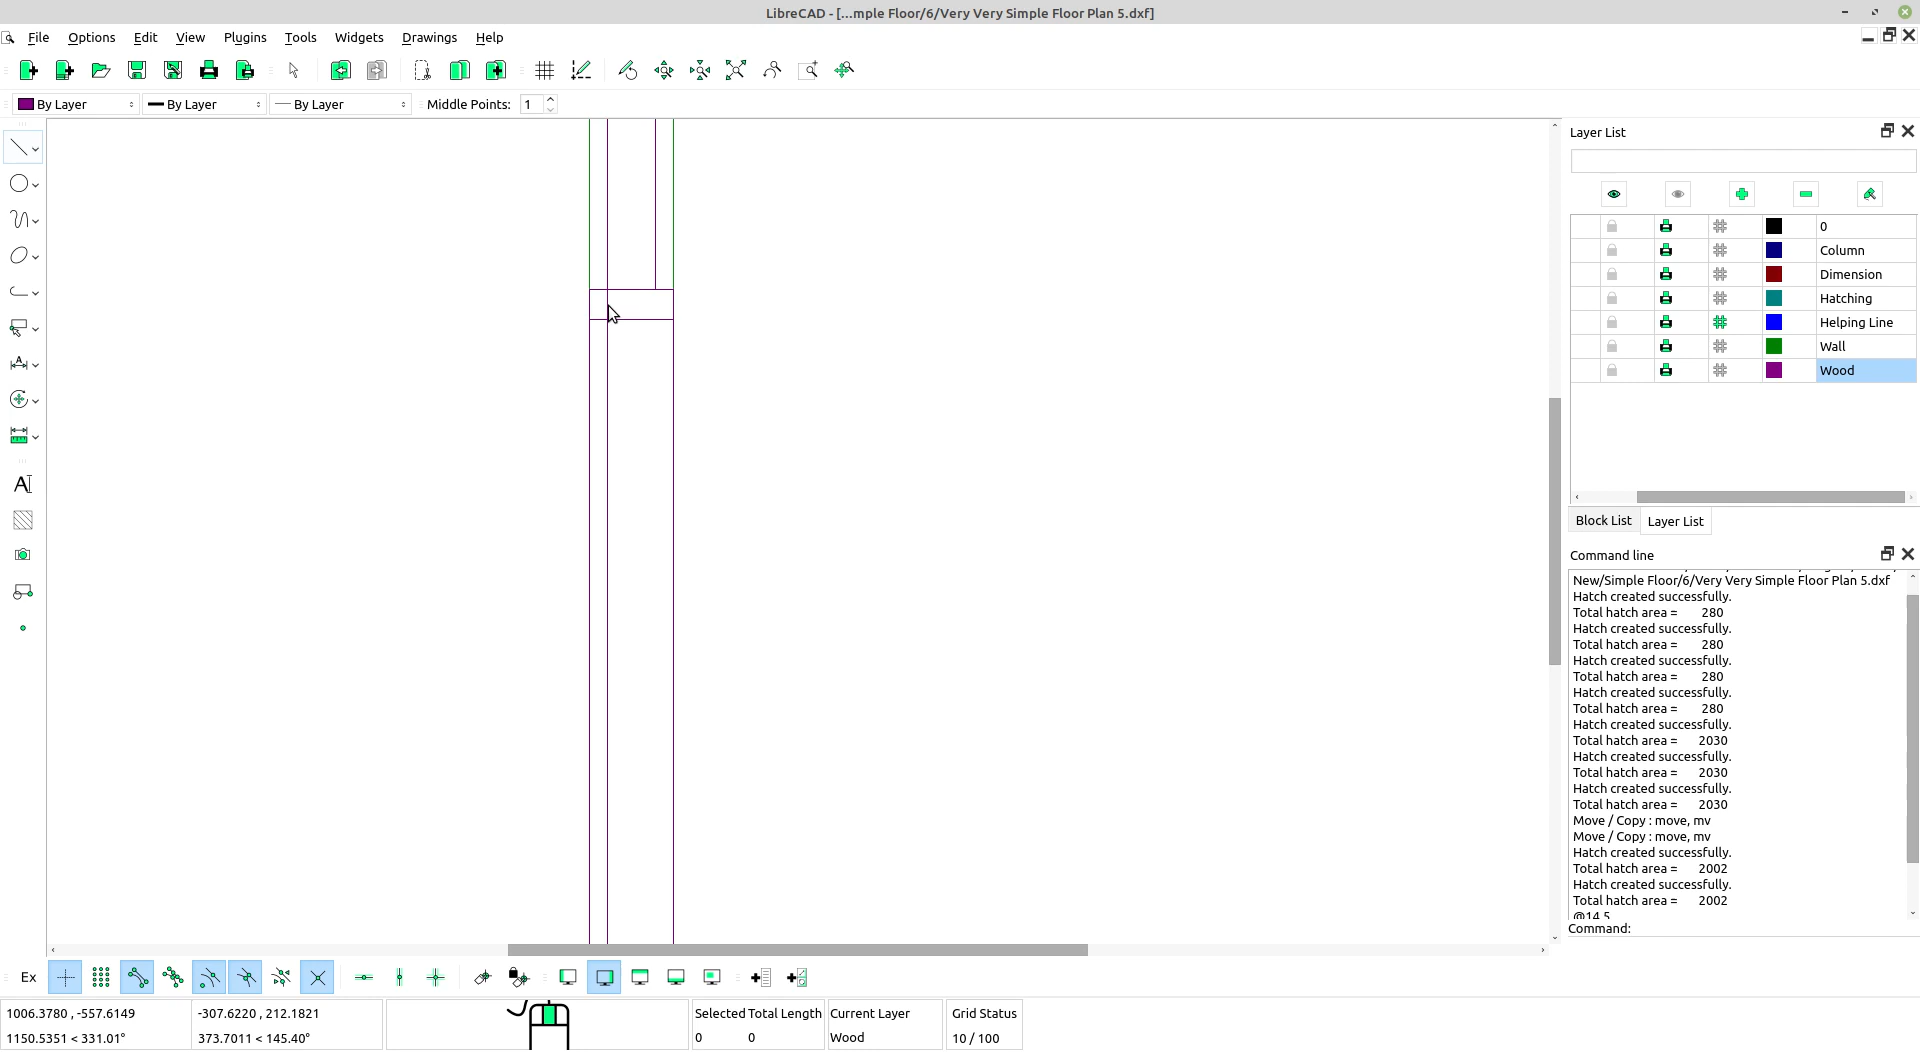 LibreCAD - [...mple Floor/6/Very Very Simple Floor Plan 5.dxf]
File Options Edit View Plugins Tools Widgets Drawings Help
By Layer By Layer By Layer Middle Points: 1
Layer List
0
Column
Dimension
Hatching
Helping Line
Wall
Wood
Block List Layer List
Command line
New/Simple Floor/6/Very Very Simple Floor Plan 5.dxf
Hatch created successfully.
Total hatch area = 280
Hatch created successfully.
Total hatch area = 280
Hatch created successfully.
Total hatch area = 280
Hatch created successfully.
Total hatch area = 280
Hatch created successfully.
Total hatch area = 2030
Hatch created successfully.
Total hatch area = 2030
Hatch created successfully.
Total hatch area = 2030
Move / Copy : move, mv
Move / Copy : move, mv
Hatch created successfully.
Total hatch area = 2002
Hatch created successfully.
Total hatch area = 2002
@14.5
Command:
Ex
1006.3780 , -557.6149 -307.6220 , 212.1821 Selected Total Length Current Layer Grid Status
1150.5351 < 331.01° 373.7011 < 145.40° 0 0 Wood 10 / 100